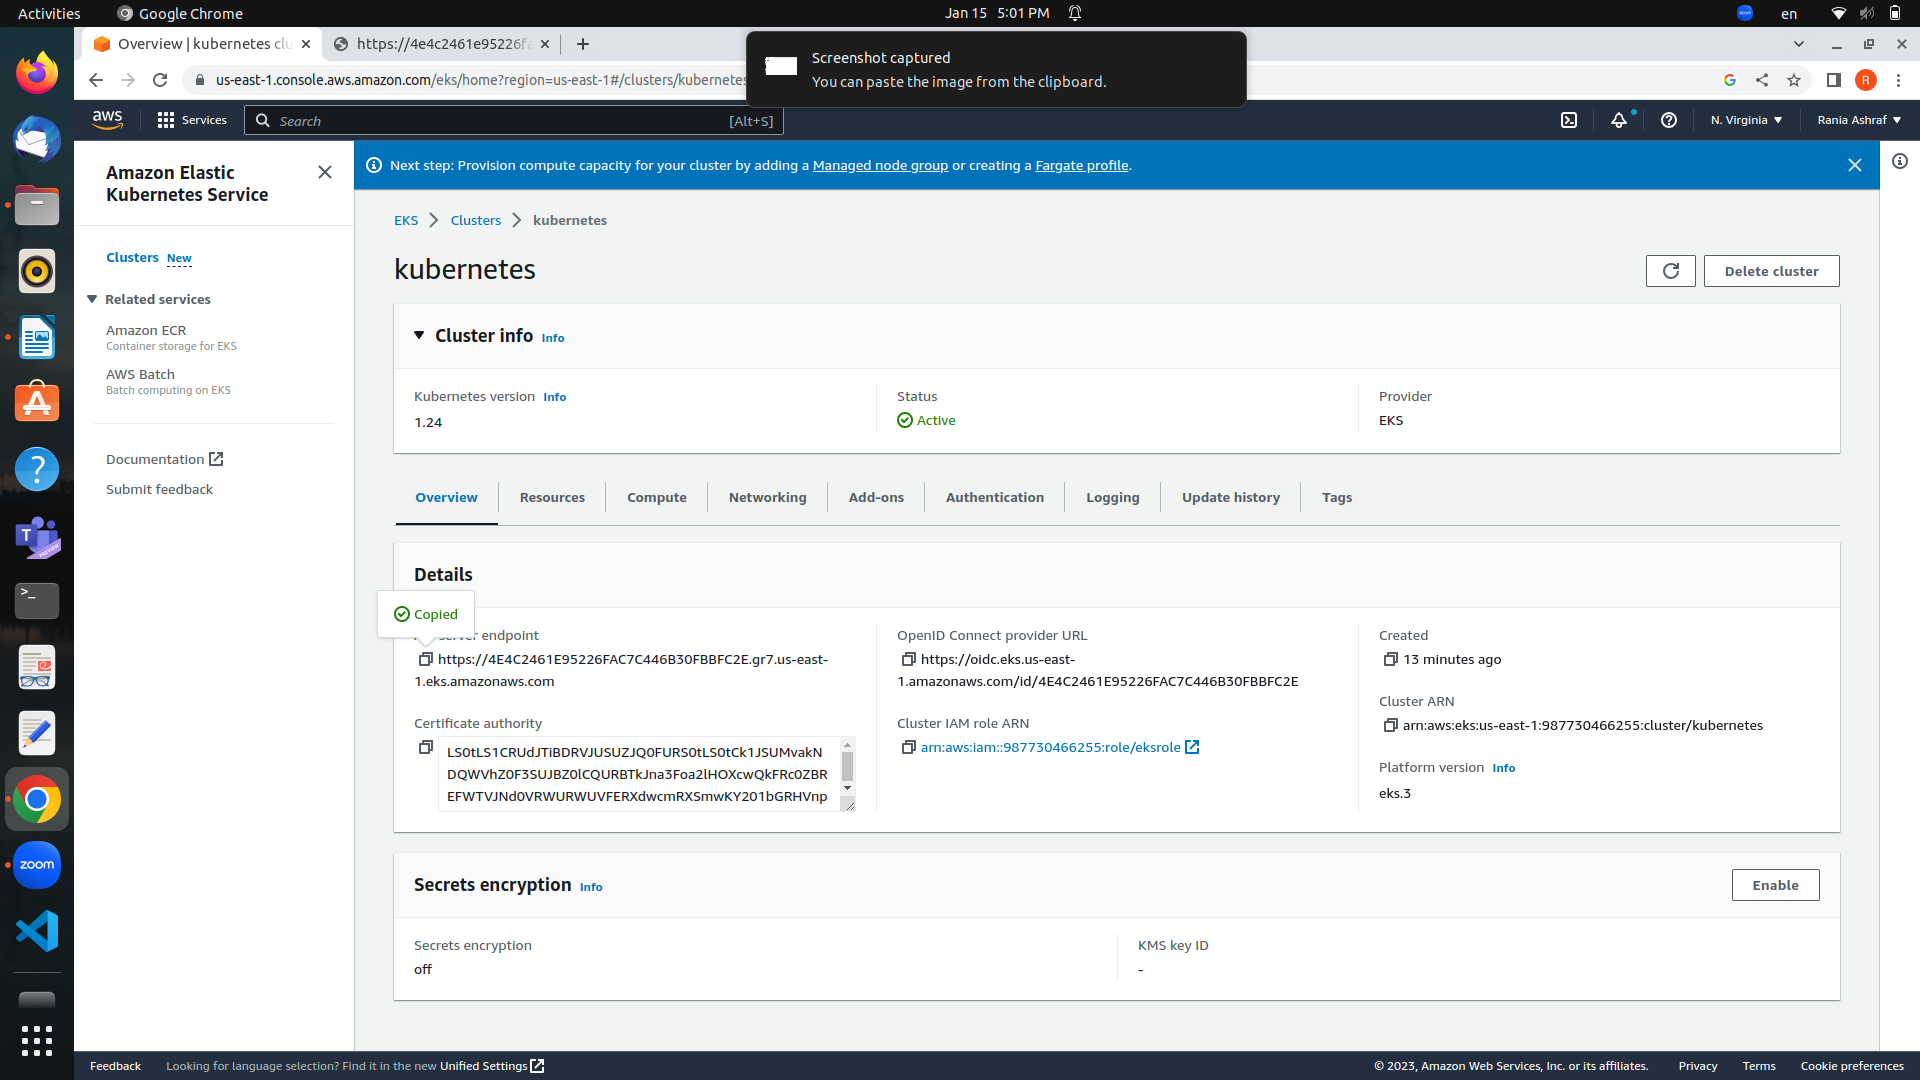 Activities
Google Chrome
Jan 15 5:01 PM
en
Overview | kubernetes clu
https://4e4c2461e95226fa
Screenshot captured
You can paste the image from the clipboard.
us-east-1.console.aws.amazon.com/eks/home?region=us-east-1#/clusters/kubernetes
R
aws
Services
Search
[Alt+S]
N. Virginia
Rania Ashraf
Amazon Elastic
Kubernetes Service
Next step: Provision compute capacity for your cluster by adding a Managed node group or creating a Fargate profile.
Clusters New
Related services
Amazon ECR
Container storage for EKS
AWS Batch
Batch computing on EKS
Documentation
Submit feedback
EKS
Clusters
kubernetes
kubernetes
Delete cluster
Cluster info Info
Kubernetes version Info
1.24
Status
Active
Provider
EKS
Overview
Resources
Compute
Networking
Add-ons
Authentication
Logging
Update history
Tags
Details
Copied
endpoint
https://4E4C2461E95226FAC7C446B30FBBFC2E.gr7.us-east-
1.eks.amazonaws.com
Certificate authority
LS0tLS1CRUdJTiBDRVJUSUZJQ0FURS0tLS0tCk1JSUMvakN
DQWVhZ0F3SUJBZ0lCQURBTkJna3Foa2lHOXcwQkFRc0ZBR
EFWTVJNd0VRWURWUVFERXdwcmRXSmwKY201bGRHVnp
OpenID Connect provider URL
https://oidc.eks.us-east-
1.amazonaws.com/id/4E4C2461E95226FAC7C446B30FBBFC2E
Cluster IAM role ARN
arn:aws:iam::987730466255:role/eksrole
Created
13 minutes ago
Cluster ARN
arn:aws:eks:us-east-1:987730466255:cluster/kubernetes
Platform version Info
eks.3
Secrets encryption Info
Enable
Secrets encryption
off
KMS key ID
-
zoom
Feedback
Looking for language selection? Find it in the new Unified Settings
© 2023, Amazon Web Services, Inc. or its affiliates.
Privacy
Terms
Cookie preferences